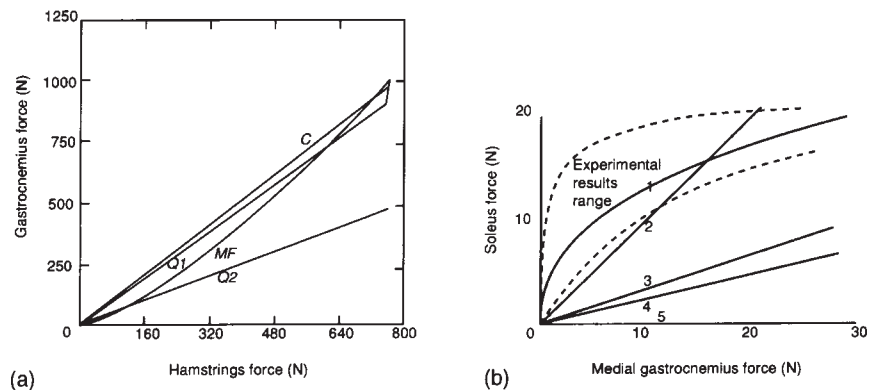 1250
1000
750
500
250
0
160
320
480
640
800
C
Q1
MF
Q2
Gastrocnemius force (N)
Hamstrings force (N)
(a)
20
10
0
10
20
30
Experimental
results
range
1
2
3
4
5
Soleus force (N)
Medial gastrocnemius force (N)
(b)